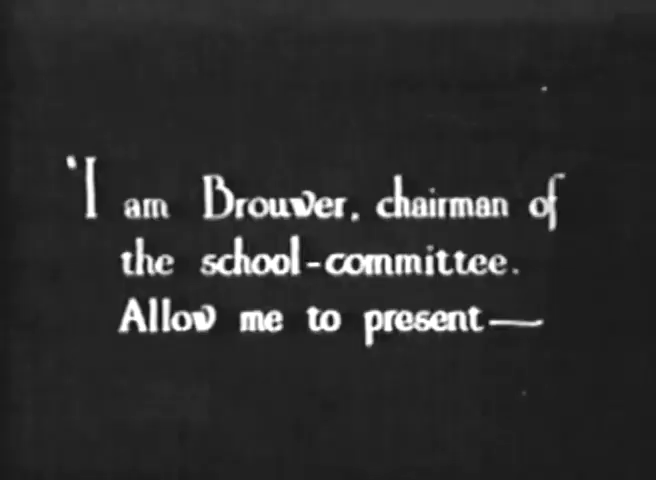 'I am Brouwer, chairman of
the school-committee.
Allow me to present—